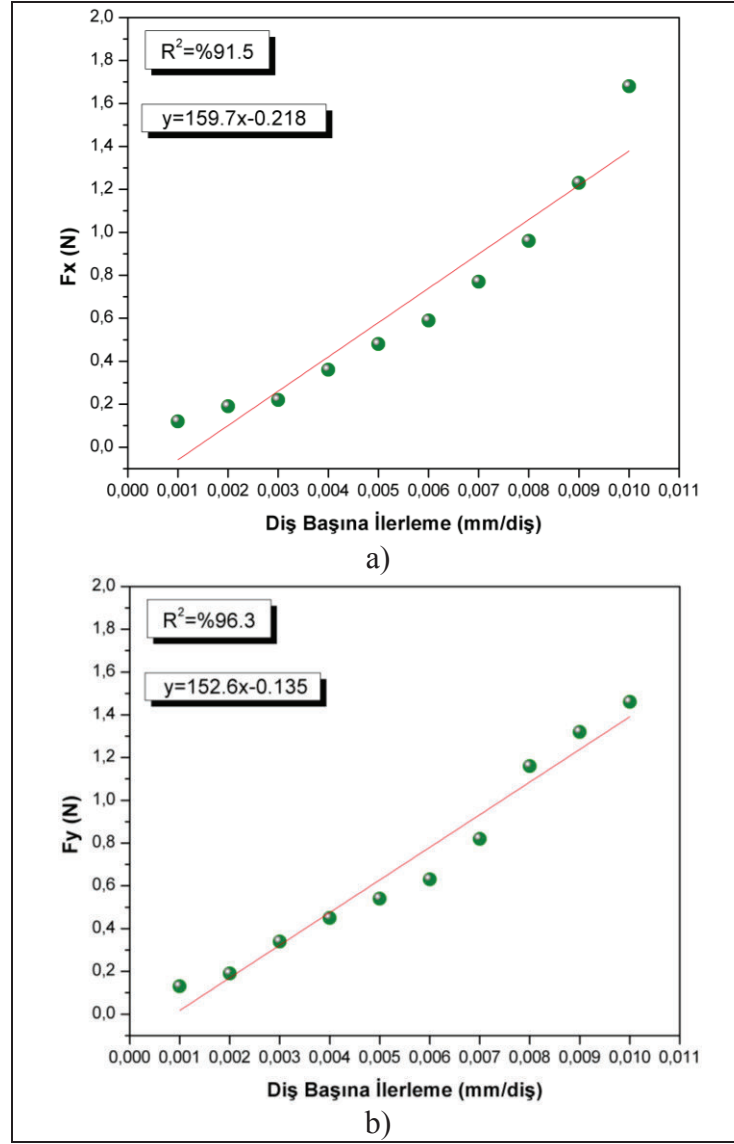 2,0
1,8
1,6
1,4
1,2
1,0
0,8
0,6
0,4
0,2
0,0
Fx (N)
R²=%91.5
y=159.7x-0.218
0,000 0,001 0,002 0,003 0,004 0,005 0,006 0,007 0,008 0,009 0,010 0,011
Diş Başına İlerleme (mm/diş)
a)
2,0
1,8
1,6
1,4
1,2
1,0
0,8
0,6
0,4
0,2
0,0
Fy (N)
R²=%96.3
y=152.6x-0.135
0,000 0,001 0,002 0,003 0,004 0,005 0,006 0,007 0,008 0,009 0,010 0,011
Diş Başına İlerleme (mm/diş)
b)